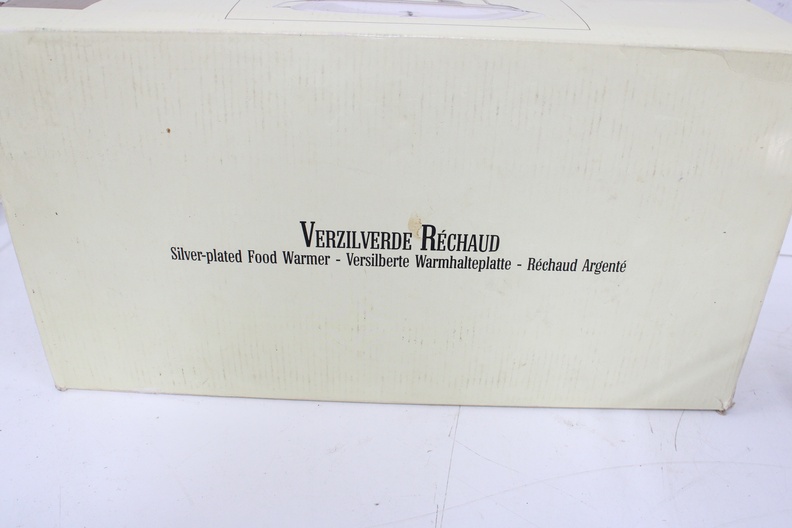 VERZILVERDE RÉCHAUD
Silver-plated Food Warmer - Versilberte Warmhalteplatte - Réchaud Argenté